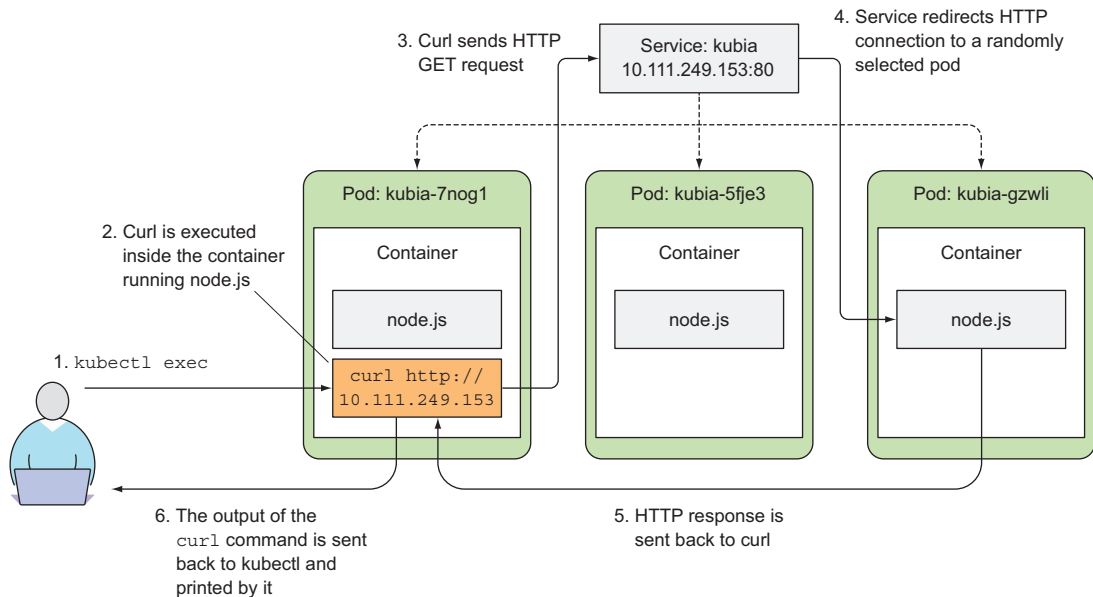 3. Curl sends HTTP
GET request
Service: kubia
10.111.249.153:80
4. Service redirects HTTP
connection to a randomly
selected pod
Pod: kubia-7nog1
Pod: kubia-5fje3
Pod: kubia-gzwli
2. Curl is executed
inside the container
running node.js
Container
Container
Container
node.js
node.js
node.js
1. kubectl exec
curl http://
10.111.249.153
6. The output of the
curl command is sent
back to kubectl and
printed by it
5. HTTP response is
sent back to curl